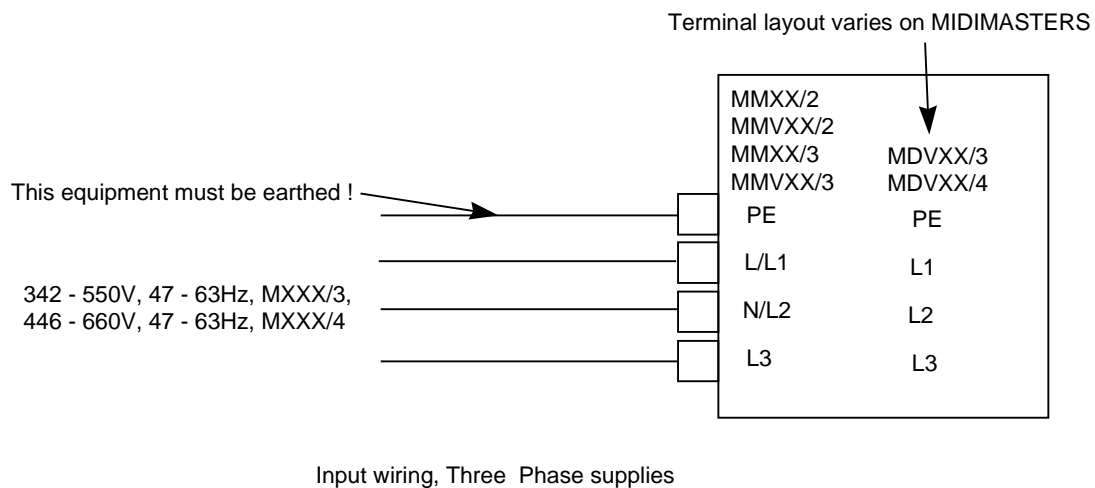 Terminal layout varies on MIDIMASTERS
MMXX/2
MMVXX/2
MMXX/3
MMVXX/3
MDVXX/3
MDVXX/4
This equipment must be earthed !
PE
PE
L/L1
L1
342 - 550V, 47 - 63Hz, MXXX/3,
446 - 660V, 47 - 63Hz, MXXX/4
N/L2
L2
L3
L3
Input wiring, Three Phase supplies